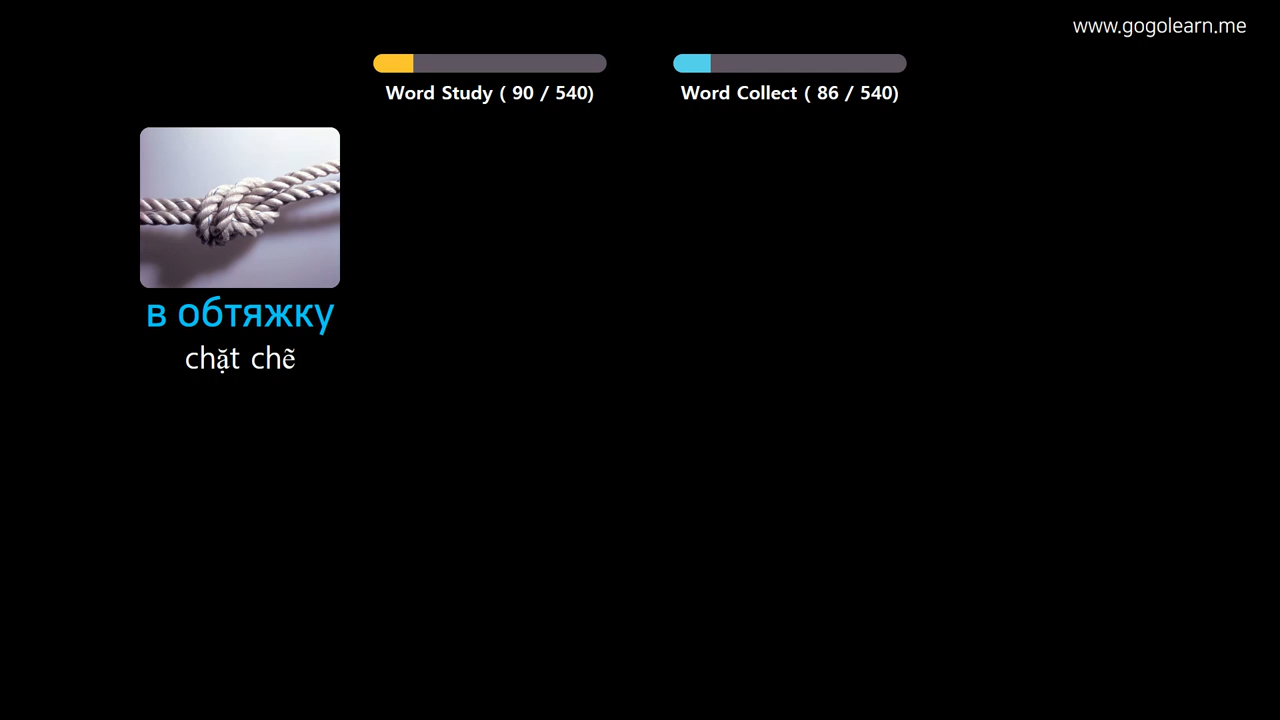 www.gogolearn.me
Word Study ( 90 / 540)
Word Collect ( 86 / 540)
в обтяжку
chặt chẽ